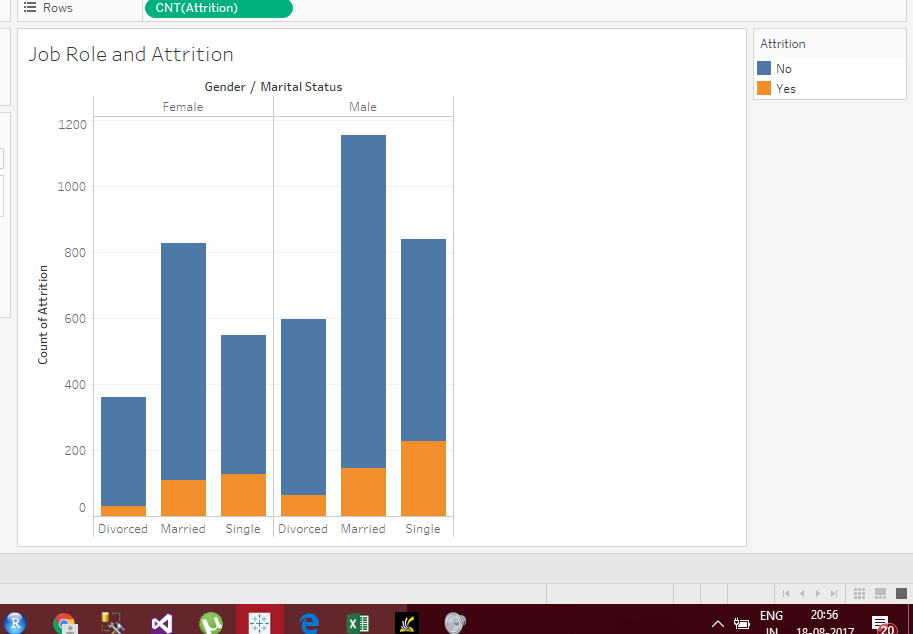 Rows
CNT(Attrition)
Job Role and Attrition
Gender / Marital Status
Female Male
1200
1000
800
600
400
200
0
Count of Attrition
Divorced Married Single Divorced Married Single
Attrition
No
Yes
R
ENG
IN
20:56
18-08-2017
20